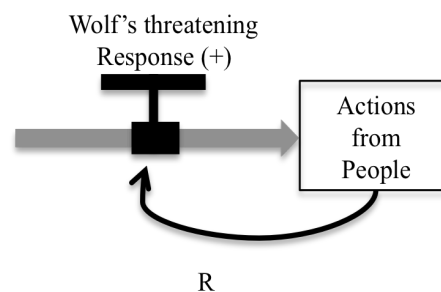 Wolf's threatening
Response (+)
Actions
from
People
R